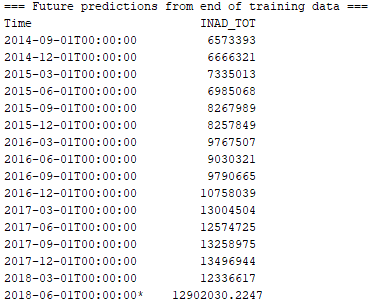 === Future predictions from end of training data ===
Time                         INAD_TOT
2014-09-01T00:00:00           6573393
2014-12-01T00:00:00           6666321
2015-03-01T00:00:00           7335013
2015-06-01T00:00:00           6985068
2015-09-01T00:00:00           8267989
2015-12-01T00:00:00           8257849
2016-03-01T00:00:00           9767507
2016-06-01T00:00:00           9030321
2016-09-01T00:00:00           9790665
2016-12-01T00:00:00          10758039
2017-03-01T00:00:00          13004504
2017-06-01T00:00:00          12574725
2017-09-01T00:00:00          13258975
2017-12-01T00:00:00          13496944
2018-03-01T00:00:00          12336617
2018-06-01T00:00:00*    12902030.2247